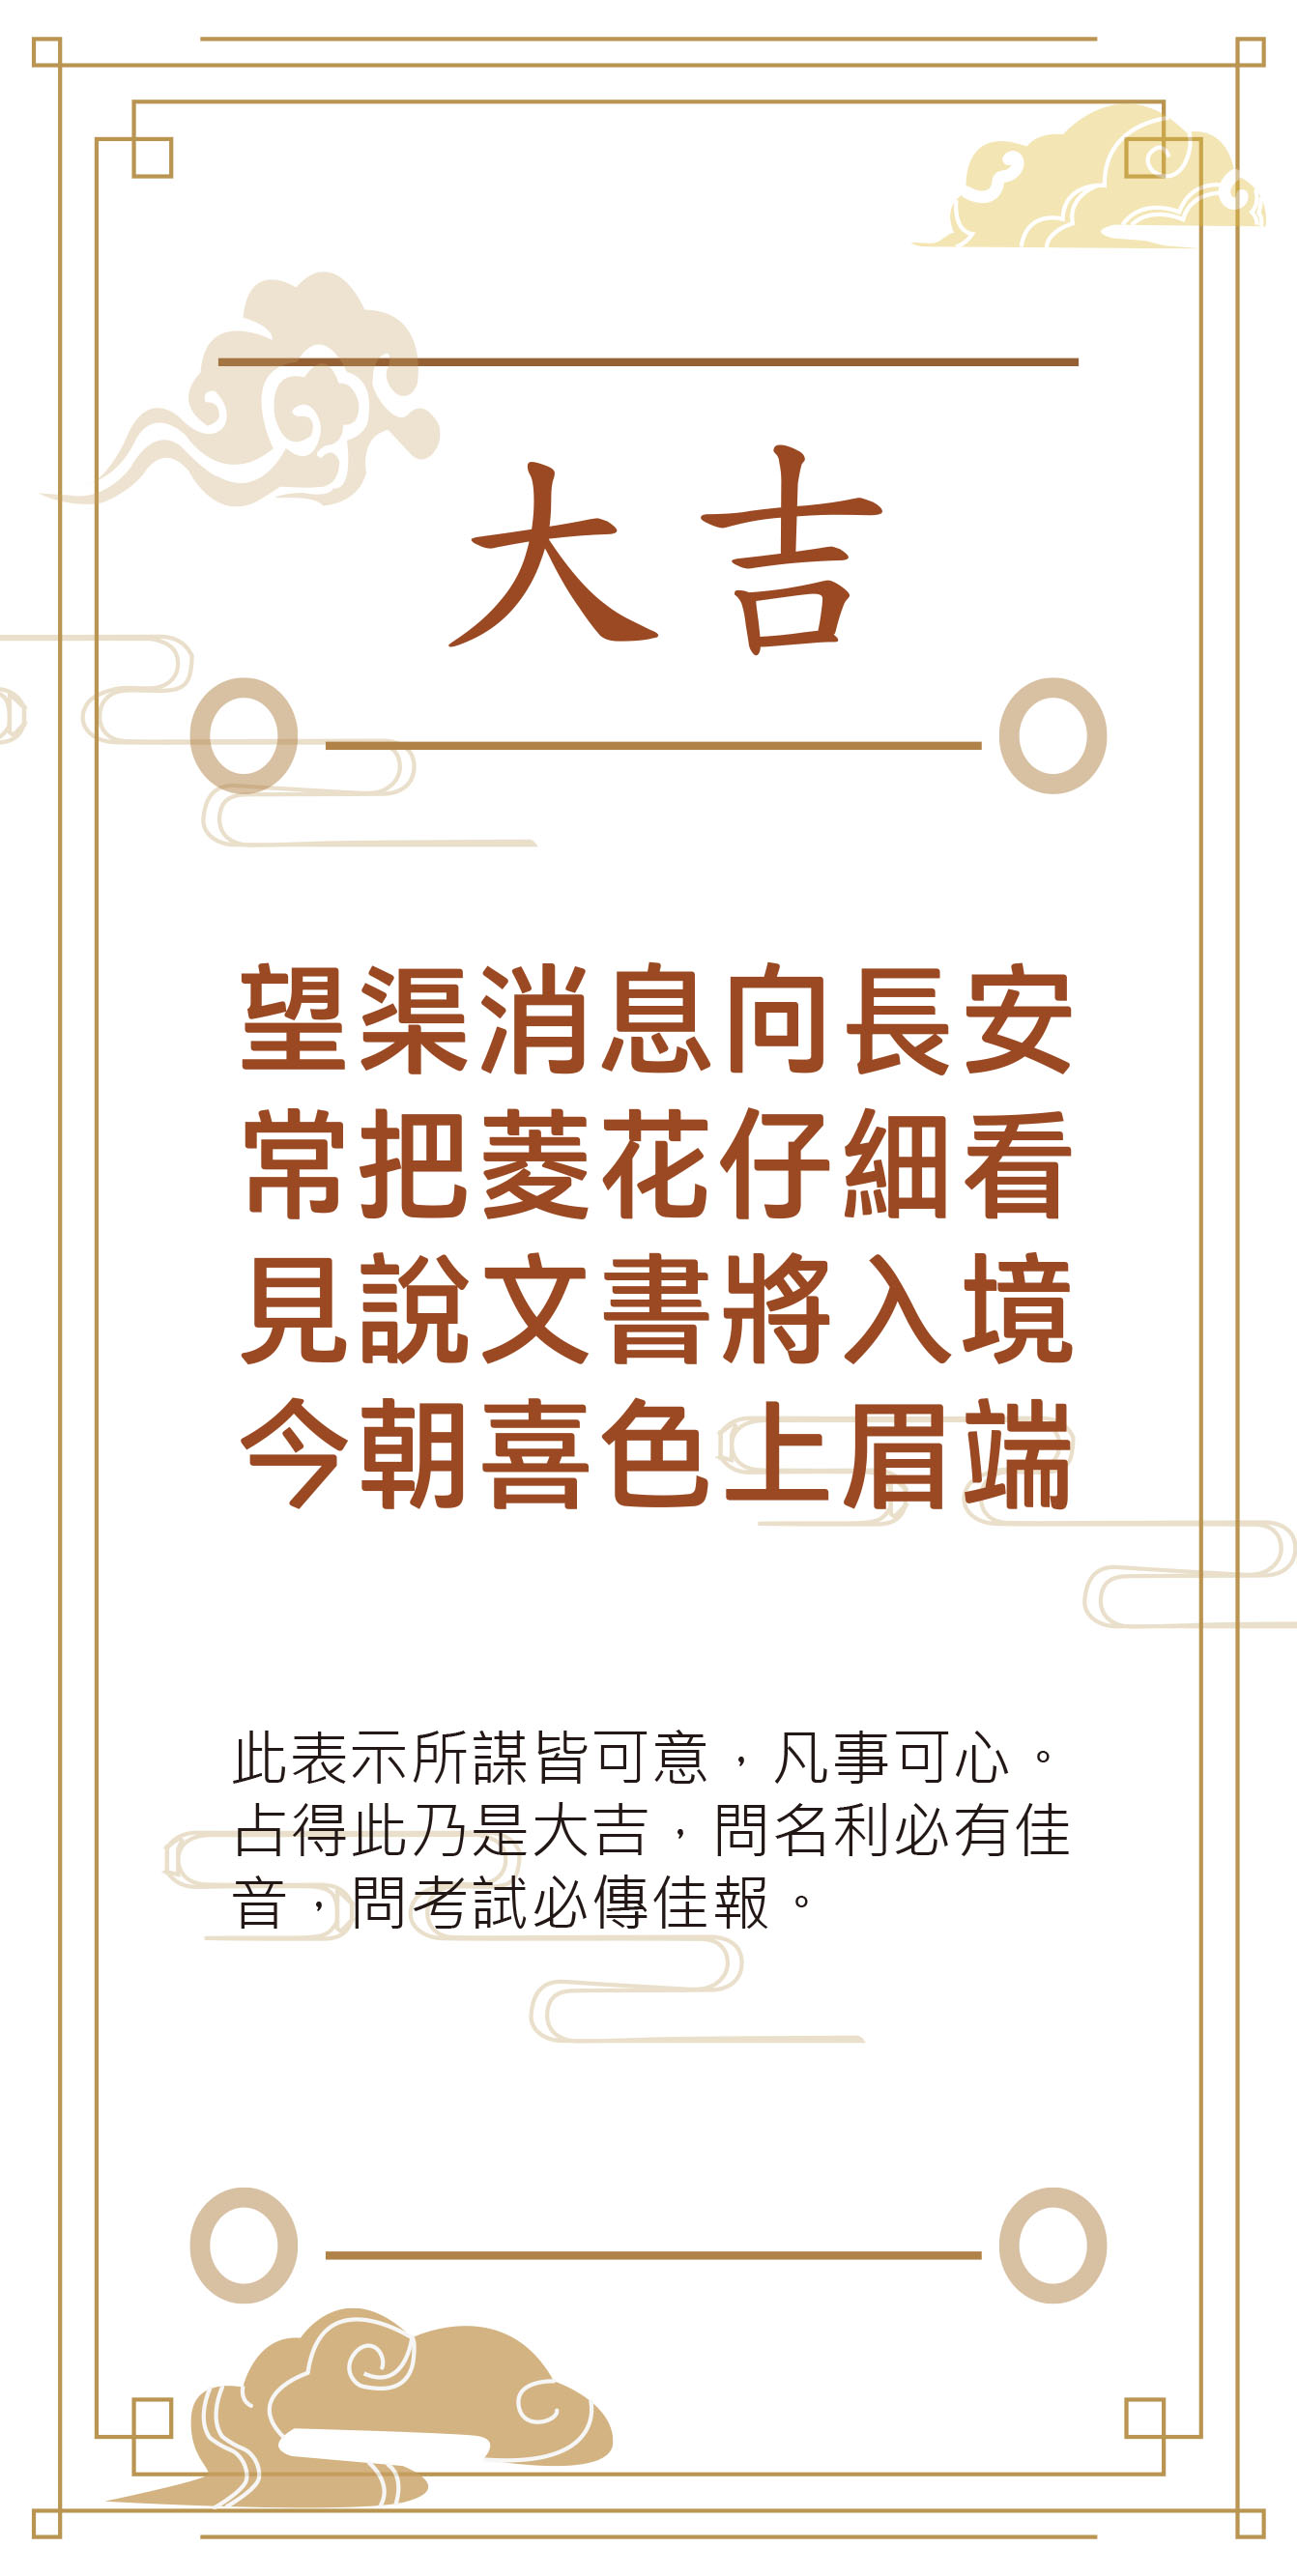 大吉
望渠消息向長安
常把菱花仔細看
見說文書將入境
今朝喜色上眉端
此表示所謀皆可意，凡事可心。
占得此乃是大吉，問名利必有佳
音，問考試必傳佳報。